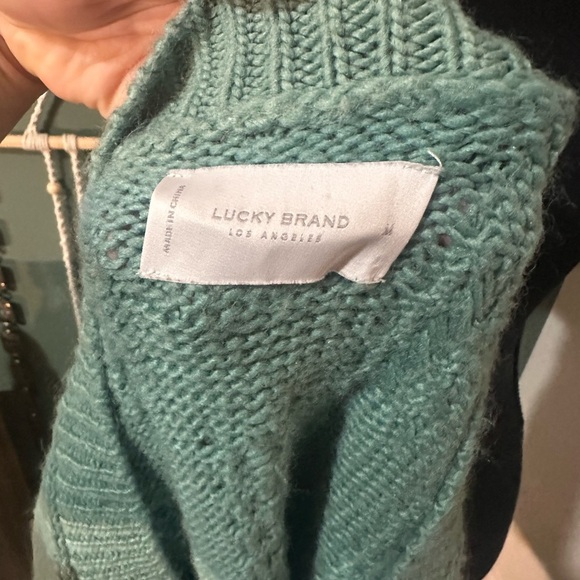 MADE IN CHINA
LUCKY BRAND
LOS ANGELES
M